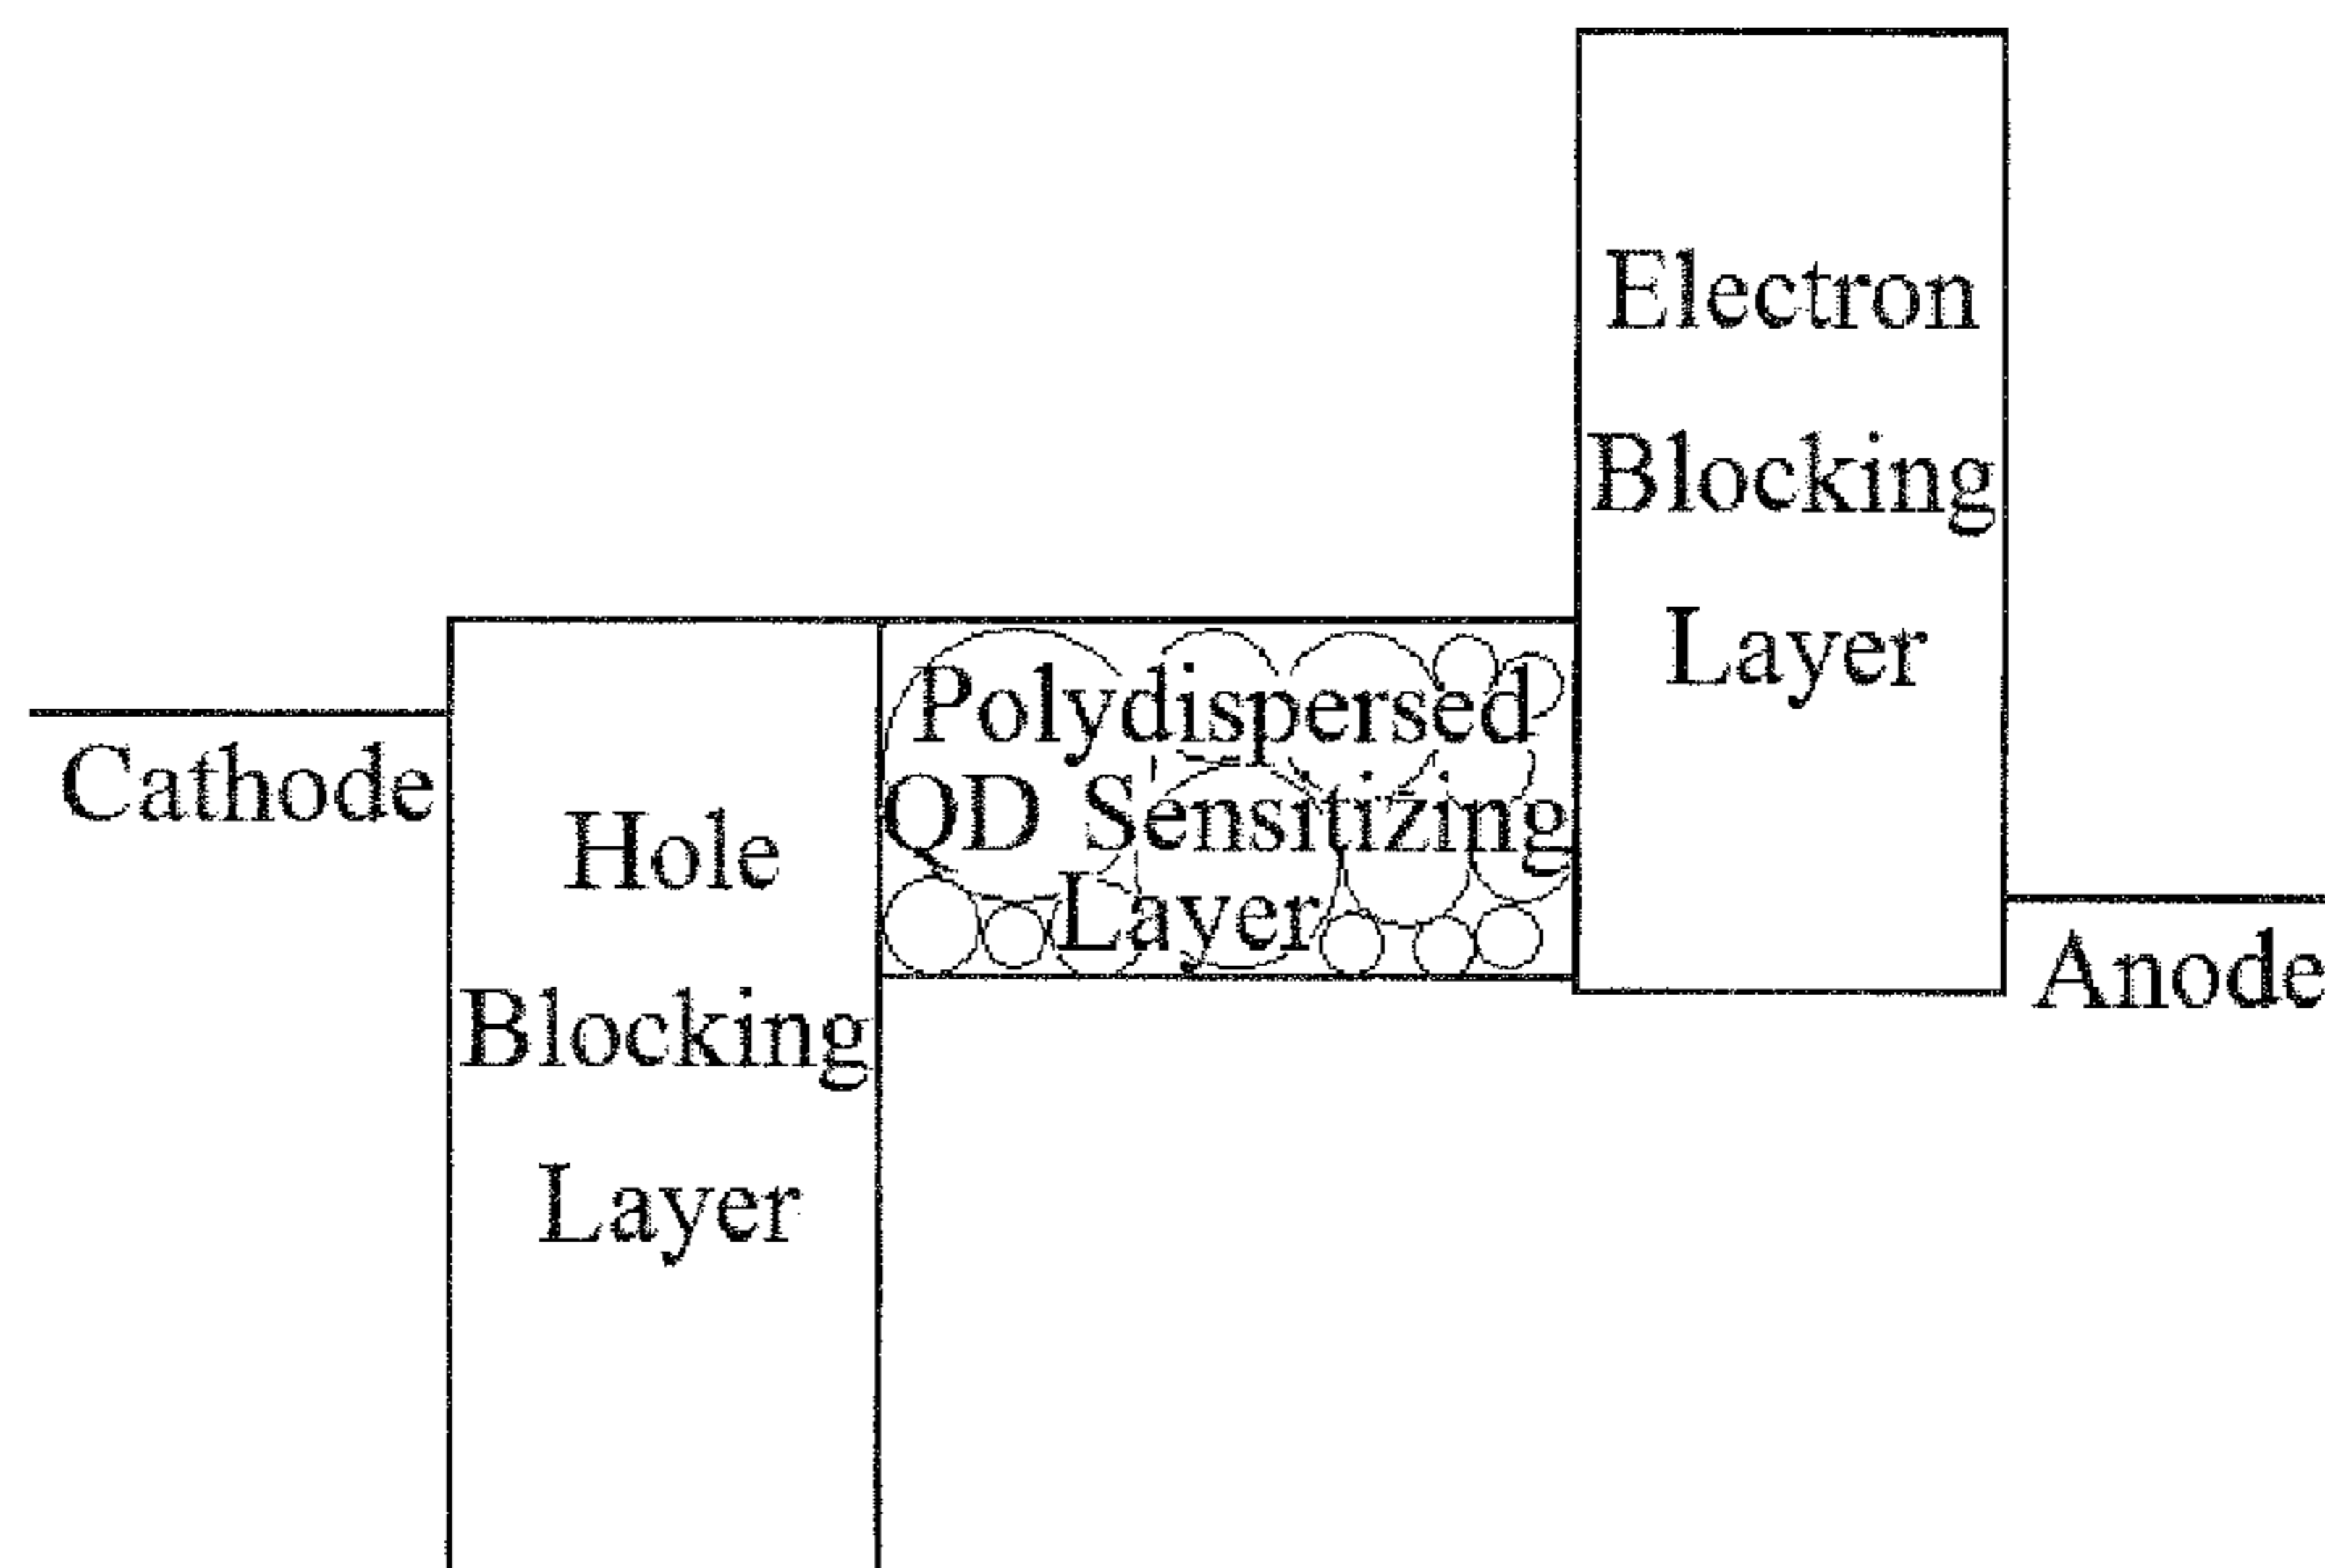 Cathode
Hole
Blocking
Layer
Polydispersed
QD Sensitizing
Layer
Electron
Blocking
Layer
Anode